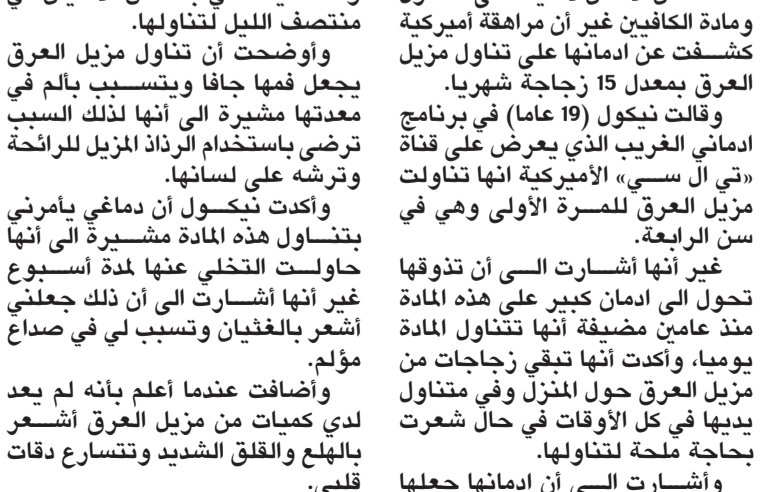 ومادة الكافيين غير أن مراهقة أميركية
كشفت عن ادمانها على تناول مزيل
العرق بمعدل 15 زجاجة شهريا.
وقالت نيكول (19 عاما) في برنامج
ادماني الغريب الذي يعرض على قناة
«تي ال سي» الأميركية انها تناولت
مزيل العرق للمرة الأولى وهي في
سن الرابعة.
غير أنها أشارت الى أن تذوقها
تحول الى ادمان كبير على هذه المادة
منذ عامين مضيفة أنها تتناول المادة
يوميا، وأكدت أنها تبقي زجاجات من
مزيل العرق حول المنزل وفي متناول
يديها في كل الأوقات في حال شعرت
بحاجة ملحة لتناولها.
وأشارت الى أن ادمانها جعلها
منتصف الليل لتناولها.
وأوضحت أن تناول مزيل العرق
يجعل فمها جافا ويتسبب بألم في
معدتها مشيرة الى أنها لذلك السبب
ترضى باستخدام الرذاذ المزيل للرائحة
وترشه على لسانها.
وأكدت نيكول أن دماغي يأمرني
بتناول هذه المادة مشيرة الى أنها
حاولت التخلي عنها لمدة أسبوع
غير أنها أشارت الى أن ذلك جعلني
أشعر بالغثيان وتسبب لي في صداع
مؤلم.
وأضافت عندما أعلم بأنه لم يعد
لدي كميات من مزيل العرق أشعر
بالهلع والقلق الشديد وتتسارع دقات
قلبي.